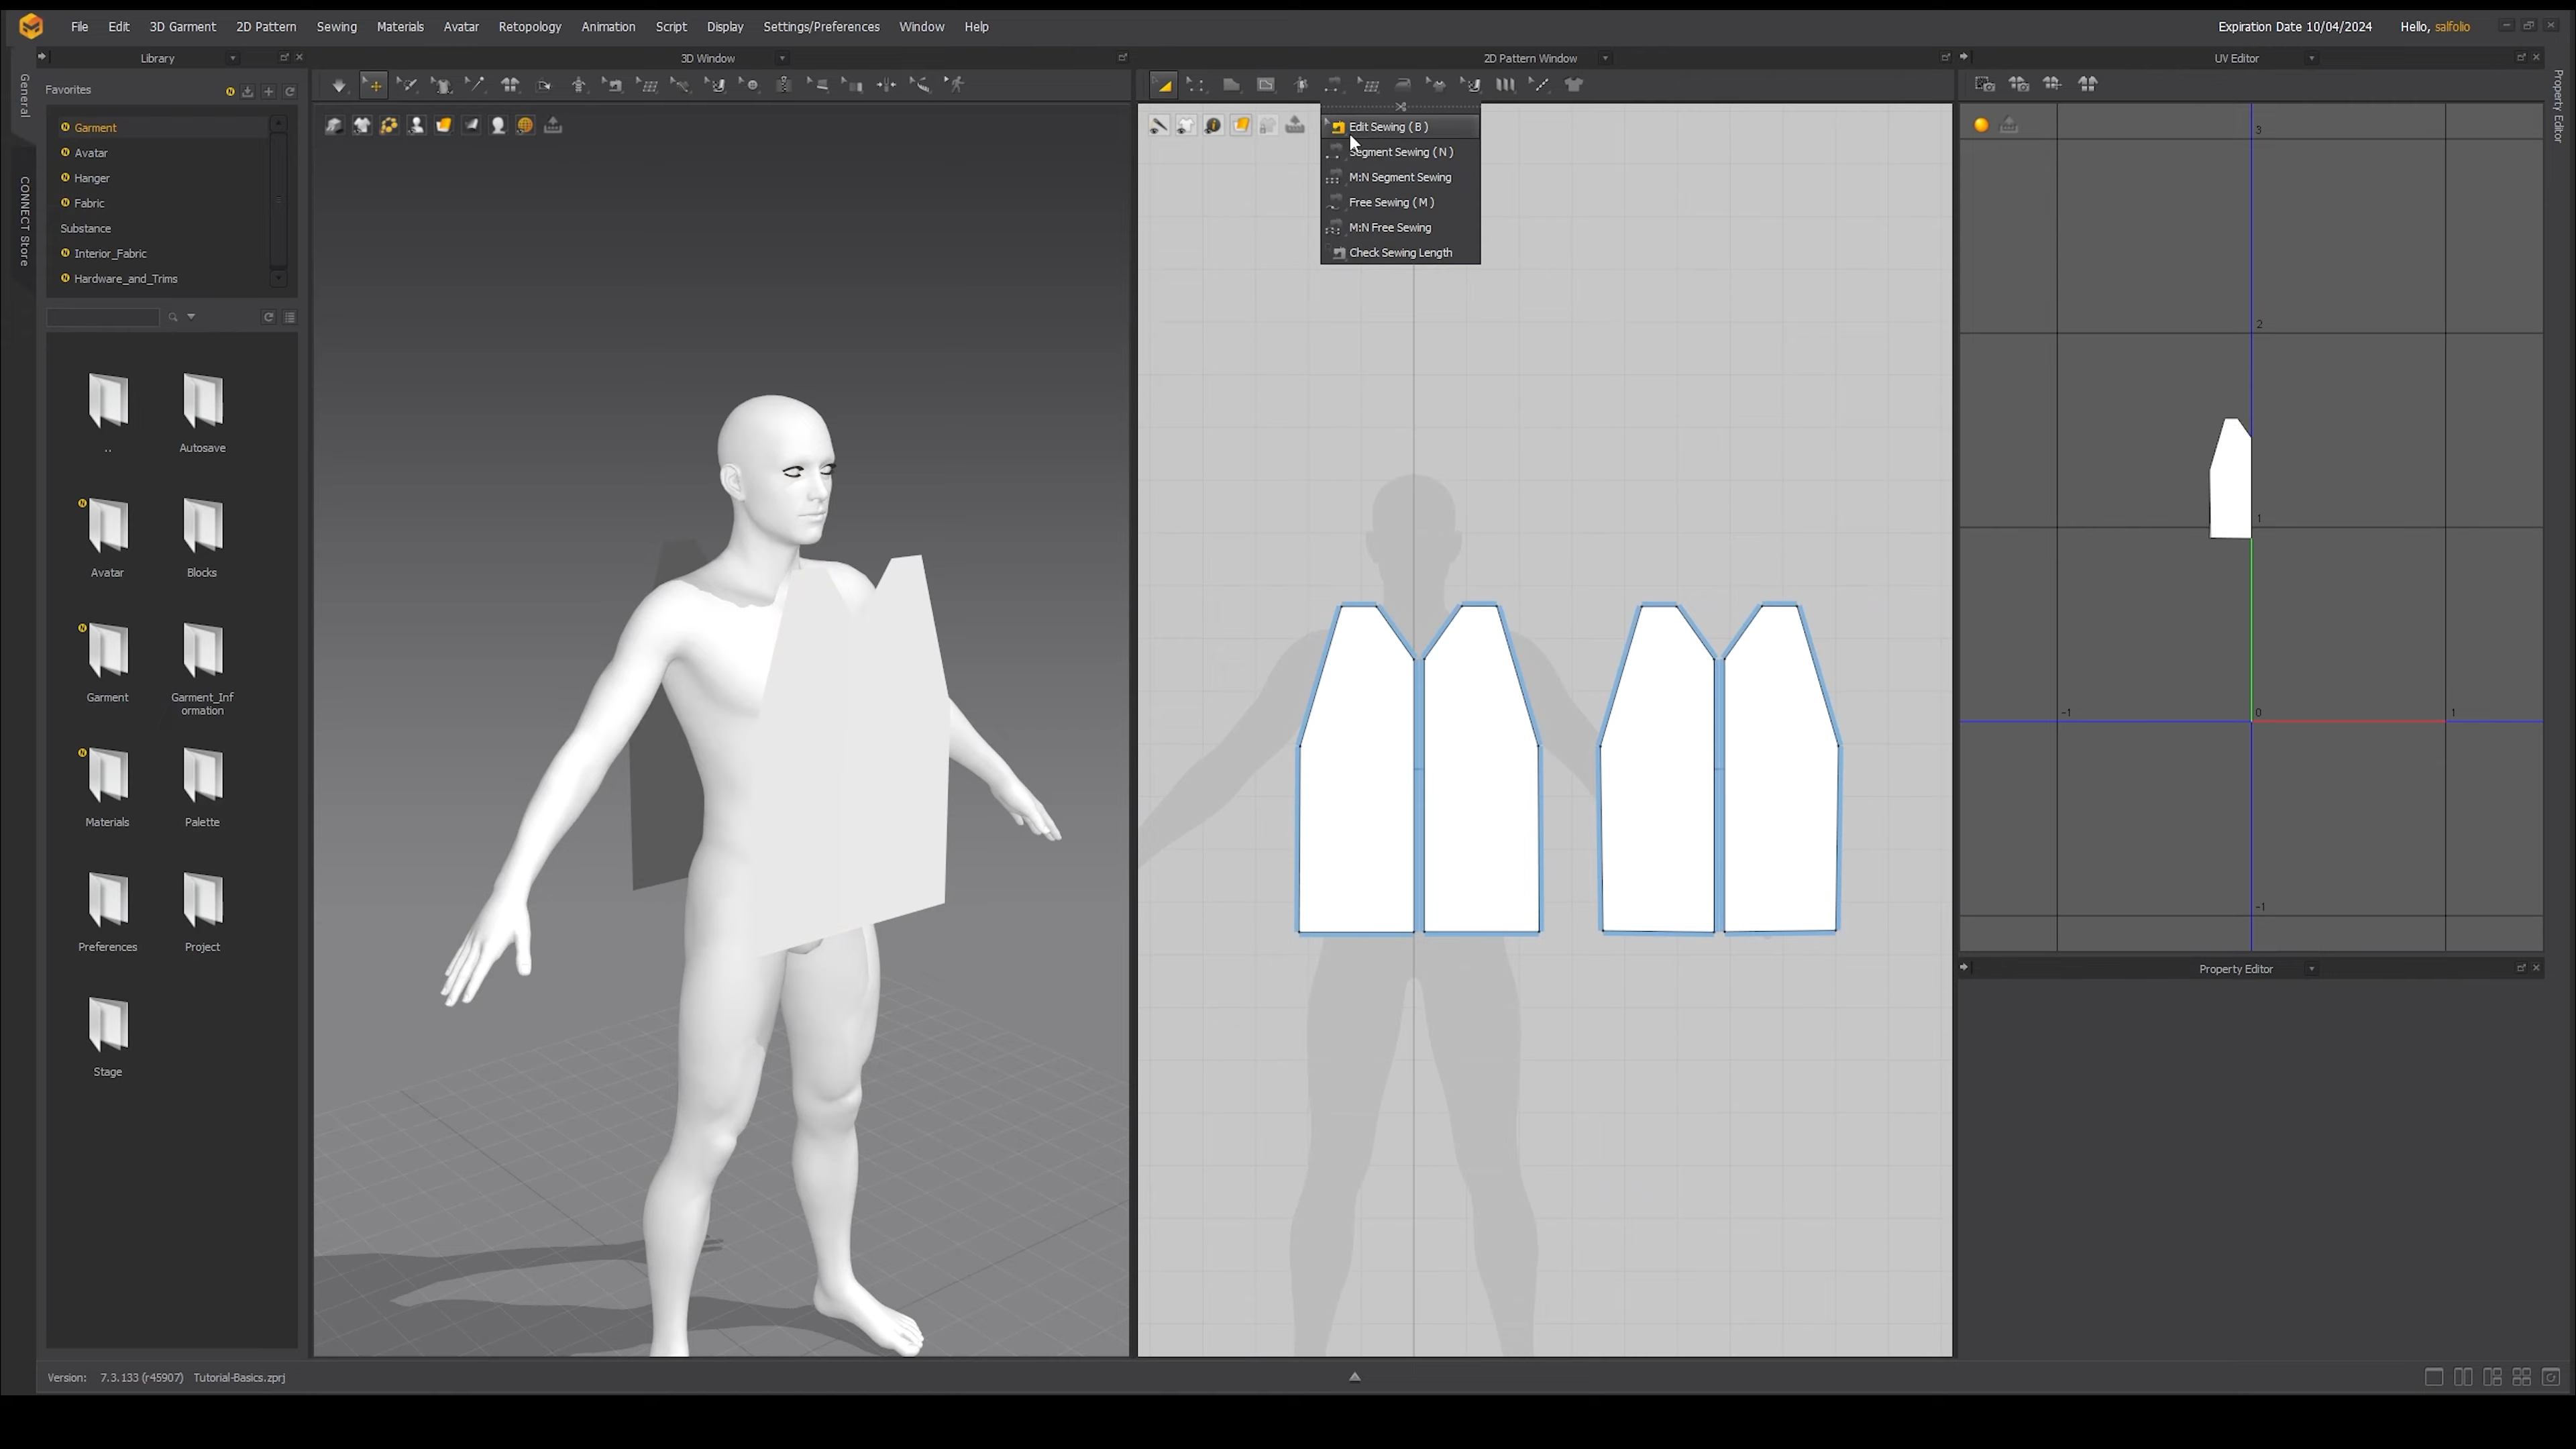 File Edit 3D Garment 2D Pattern Sewing Materials Avatar Retopology Animation Script Display Settings/Preferences Window Help
Expiration Date 10/04/2024 Hello, salfolio
Library
3D Window
2D Pattern Window
UV Editor
General
CONNECT Store
Property Editor
Favorites
Garment
Avatar
Hanger
Fabric
Substance
Interior_Fabric
Hardware_and_Trims
..
Autosave
Avatar
Blocks
Garment
Garment_Inf
ormation
Materials
Palette
Preferences
Project
Stage
Edit Sewing ( B )
Segment Sewing ( N )
M:N Segment Sewing
Free Sewing ( M )
M:N Free Sewing
Check Sewing Length
3
2
1
-1
0
1
-1
Property Editor
Version: 7.3.133 (r45907) Tutorial-Basics.zprj